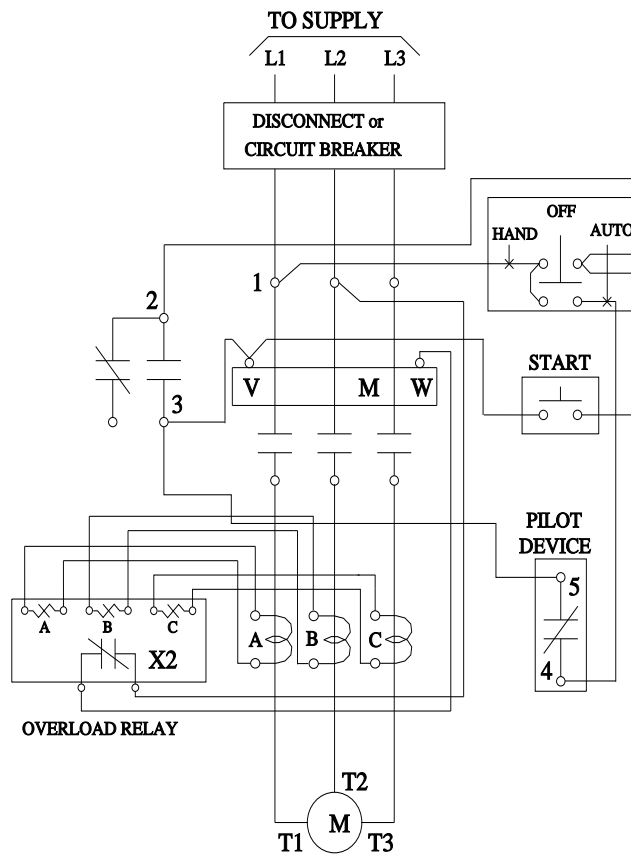 TO SUPPLY
L1 L2 L3
DISCONNECT or
CIRCUIT BREAKER
OFF
HAND AUTO
1
2
V M W
START
3
PILOT
DEVICE
5
A B C
A B C
X2
4
OVERLOAD RELAY
T2
M
T1 T3